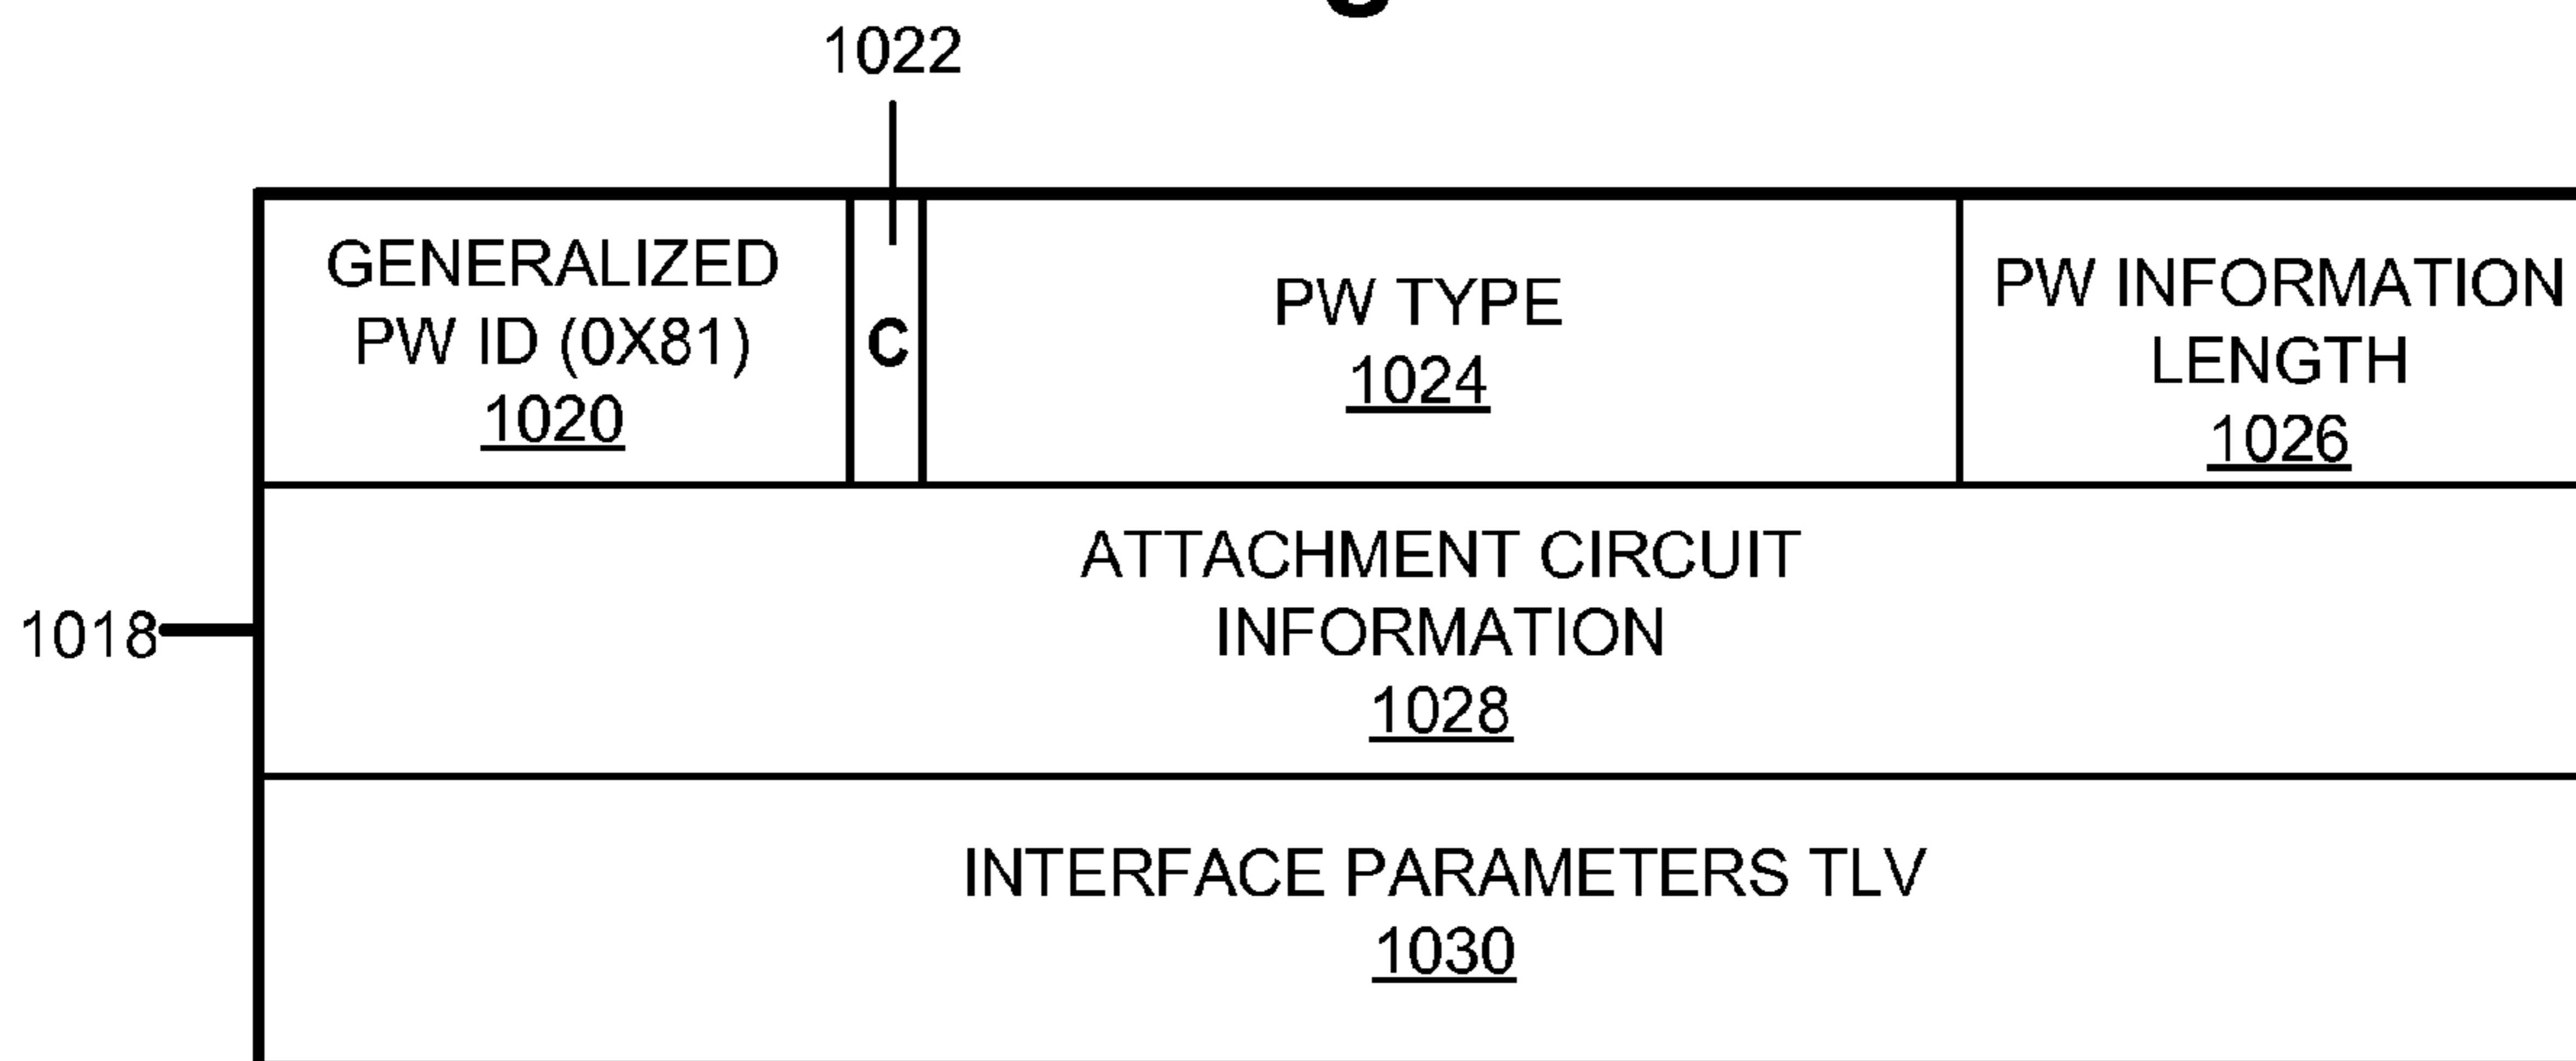 1022
GENERALIZED
PW ID (0X81)
1020
C
PW TYPE
1024
PW INFORMATION
LENGTH
1026
ATTACHMENT CIRCUIT
INFORMATION
1028
1018
INTERFACE PARAMETERS TLV
1030